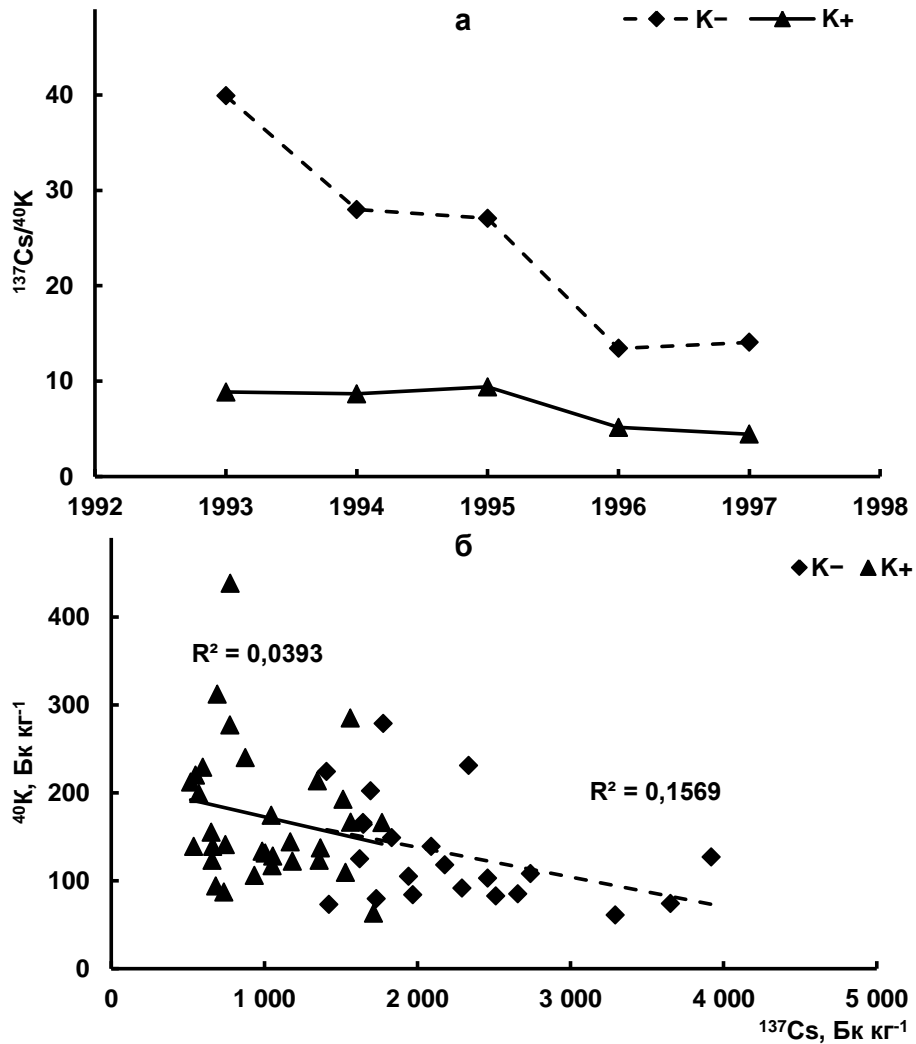 а
K− K+
40
30
20
10
0
¹³⁷Cs/⁴⁰K
1992 1993 1994 1995 1996 1997 1998
б
K− K+
400
300
200
100
0
⁴⁰K, Бк кг⁻¹
R² = 0,0393
R² = 0,1569
0 1 000 2 000 3 000 4 000 5 000
¹³⁷Cs, Бк кг⁻¹